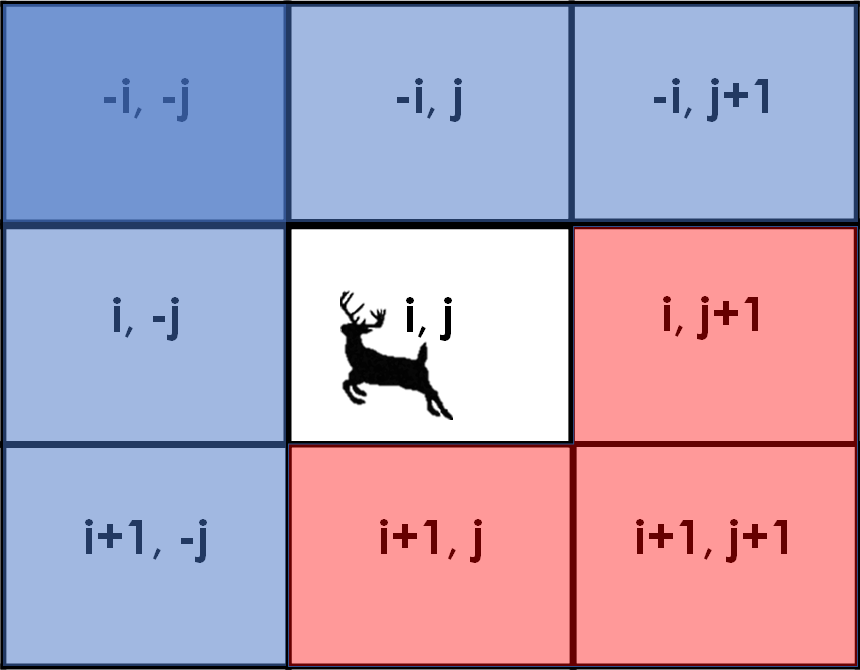 -i, -j -i, j -i, j+1
i, -j i, j i, j+1
i+1, -j i+1, j i+1, j+1